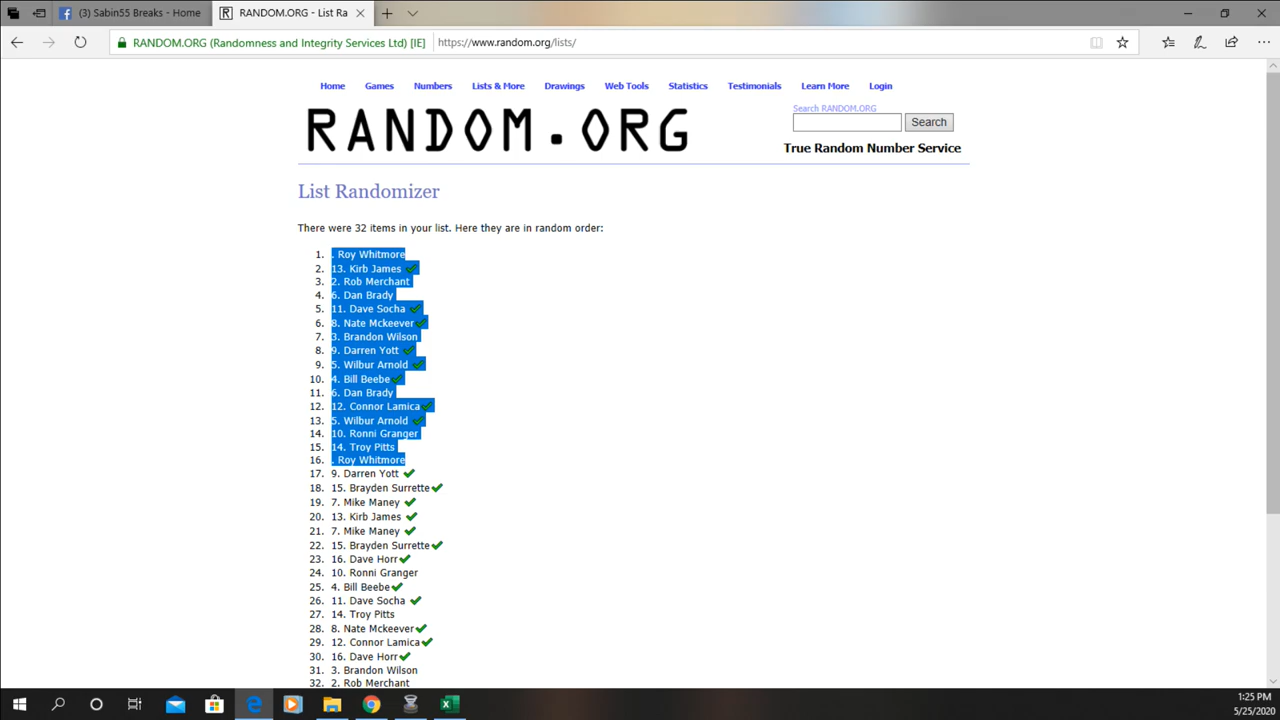 (3) Sabin55 Breaks - Home
RANDOM.ORG - List Ra
RANDOM.ORG (Randomness and Integrity Services Ltd) [IE]
https://www.random.org/lists/
Home Games Numbers Lists & More Drawings Web Tools Statistics Testimonials Learn More Login
RANDOM.ORG
Search RANDOM.ORG
Search
True Random Number Service
List Randomizer
There were 32 items in your list. Here they are in random order:
1. . Roy Whitmore
2. 13. Kirb James ✔
3. 2. Rob Merchant
4. 6. Dan Brady
5. 11. Dave Socha ✔
6. 8. Nate Mckeever✔
7. 3. Brandon Wilson
8. 9. Darren Yott ✔
9. 5. Wilbur Arnold ✔
10. 4. Bill Beebe✔
11. 6. Dan Brady
12. 12. Connor Lamica✔
13. 5. Wilbur Arnold ✔
14. 10. Ronni Granger
15. 14. Troy Pitts
16. . Roy Whitmore
17. 9. Darren Yott ✔
18. 15. Brayden Surrette✔
19. 7. Mike Maney ✔
20. 13. Kirb James ✔
21. 7. Mike Maney ✔
22. 15. Brayden Surrette✔
23. 16. Dave Horr✔
24. 10. Ronni Granger
25. 4. Bill Beebe✔
26. 11. Dave Socha ✔
27. 14. Troy Pitts
28. 8. Nate Mckeever✔
29. 12. Connor Lamica✔
30. 16. Dave Horr✔
31. 3. Brandon Wilson
32. 2. Rob Merchant
1:25 PM
5/25/2020